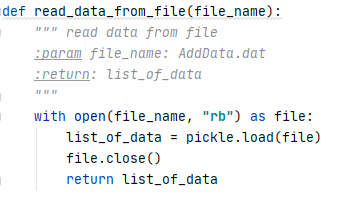 def read_data_from_file(file_name):
    """ read data from file
    :param file_name: AddData.dat
    :return: list_of_data
    """
    with open(file_name, "rb") as file:
        list_of_data = pickle.load(file)
        file.close()
        return list_of_data